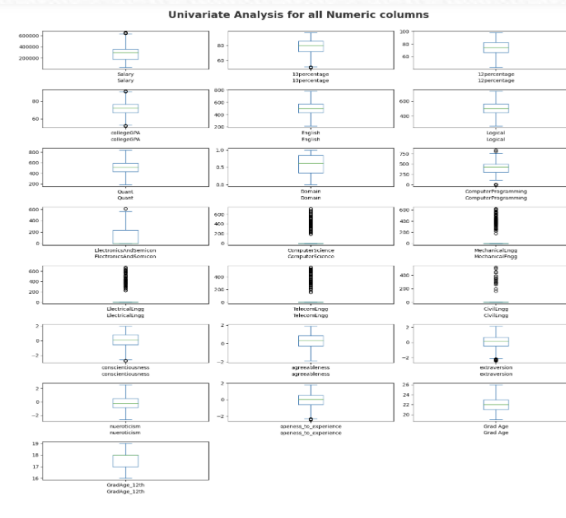 Univariate Analysis for all Numeric columns
600000
400000
200000
Salary
Salary
80
60
10percentage
10percentage
100
80
60
12percentage
12percentage
80
60
collegeGPA
collegeGPA
800
600
400
200
English
English
600
400
Logical
Logical
800
600
400
200
Quant
Quant
1.0
0.5
0.0
Domain
Domain
750
500
250
0
ComputerProgramming
ComputerProgramming
600
400
200
0
ElectronicsAndSemicon
ElectronicsAndSemicon
600
400
200
0
ComputerScience
ComputerScience
600
400
200
0
MechanicalEngg
MechanicalEngg
600
400
200
0
ElectricalEngg
ElectricalEngg
400
200
0
TelecomEngg
TelecomEngg
400
200
0
CivilEngg
CivilEngg
2
0
−2
conscientiousness
conscientiousness
2
0
−2
agreeableness
agreeableness
2
0
−2
extraversion
extraversion
2
0
−2
nueroticism
nueroticism
2
0
−2
openess_to_experience
openess_to_experience
26
24
22
20
Grad Age
Grad Age
19
18
17
16
GradAge_12th
GradAge_12th